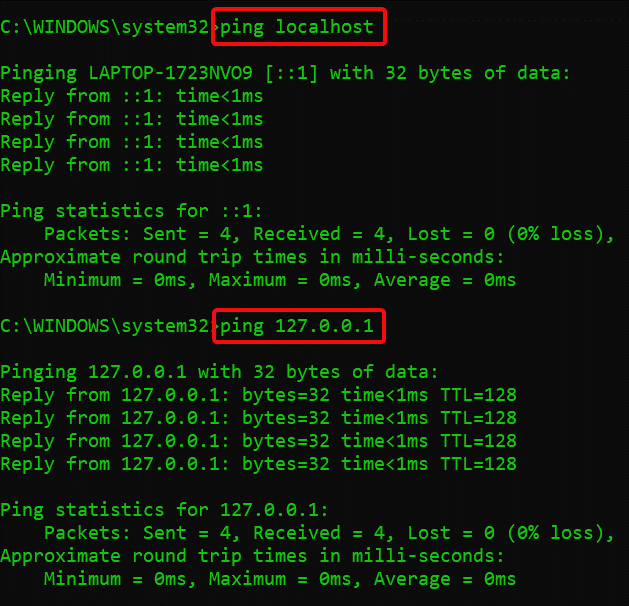 C:\WINDOWS\system32>ping localhost
Pinging LAPTOP-1723NVO9 [::1] with 32 bytes of data:
Reply from ::1: time<1ms
Reply from ::1: time<1ms
Reply from ::1: time<1ms
Reply from ::1: time<1ms
Ping statistics for ::1:
    Packets: Sent = 4, Received = 4, Lost = 0 (0% loss),
Approximate round trip times in milli-seconds:
    Minimum = 0ms, Maximum = 0ms, Average = 0ms
C:\WINDOWS\system32>ping 127.0.0.1
Pinging 127.0.0.1 with 32 bytes of data:
Reply from 127.0.0.1: bytes=32 time<1ms TTL=128
Reply from 127.0.0.1: bytes=32 time<1ms TTL=128
Reply from 127.0.0.1: bytes=32 time<1ms TTL=128
Reply from 127.0.0.1: bytes=32 time<1ms TTL=128
Ping statistics for 127.0.0.1:
    Packets: Sent = 4, Received = 4, Lost = 0 (0% loss),
Approximate round trip times in milli-seconds:
    Minimum = 0ms, Maximum = 0ms, Average = 0ms